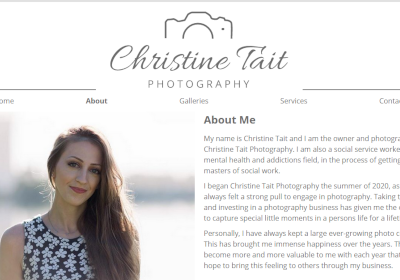 Christine Tait
PHOTOGRAPHY
ome
About
Galleries
Services
Contac
About Me
My name is Christine Tait and I am the owner and photogra
Christine Tait Photography. I am also a social service worke
mental health and addictions field, in the process of getting
masters of social work.
I began Christine Tait Photography the summer of 2020, as
always felt a strong pull to engage in photography. Taking t
and investing in a photography business has given me the o
to capture special little moments in a persons life for a lifet
Personally, I have always kept a large ever-growing photo c
This has brought me immense happiness over the years. Th
become more and more valuable to me with each year that
hope to bring this feeling to others through my business.